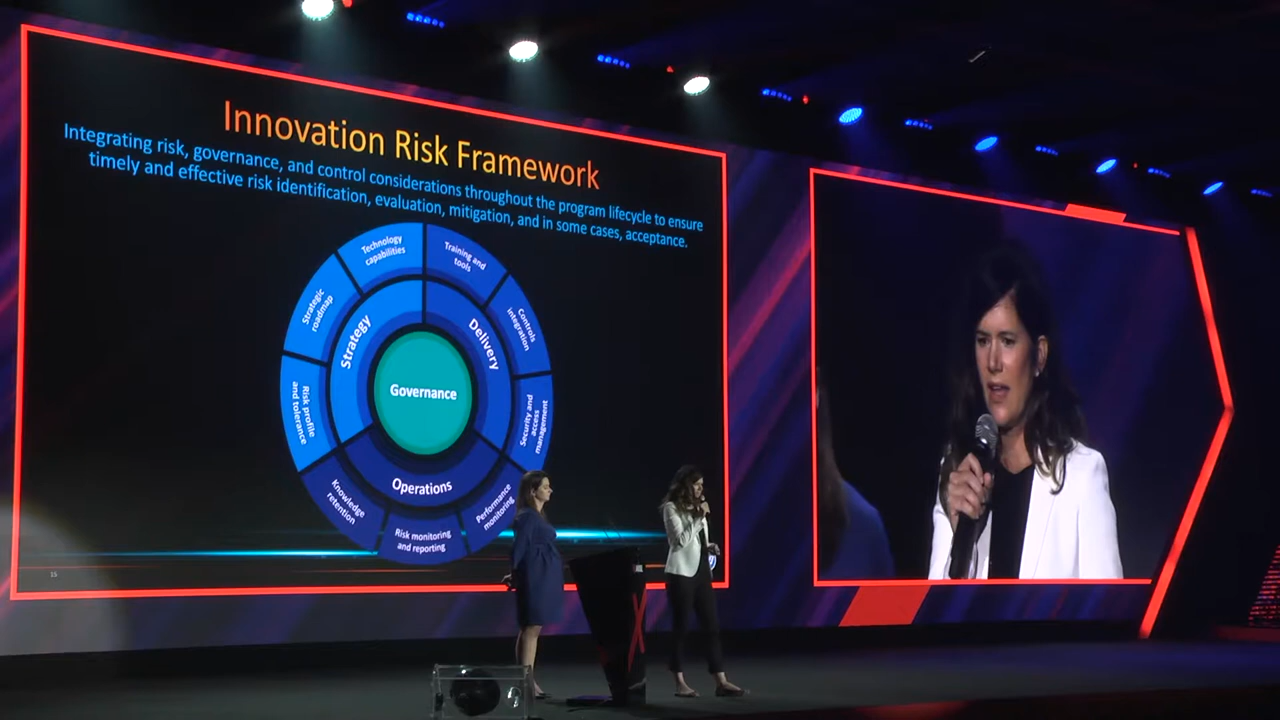 Innovation Risk Framework
Integrating risk, governance, and control considerations throughout the program lifecycle to ensure
timely and effective risk identification, evaluation, mitigation, and in some cases, acceptance.
Technology
capabilities
Training and
tools
Strategic
roadmap
Controls
integration
Strategy
Delivery
Governance
Risk profile
and tolerance
Security and
access
management
Operations
Knowledge
retention
Performance
monitoring
Risk monitoring
and reporting
15